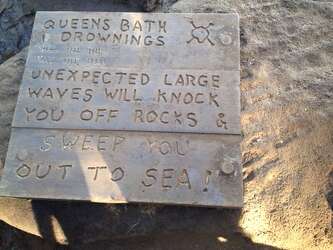 QUEENS BATH
DROWNINGS
UNEXPECTED LARGE
WAVES WILL KNOCK
YOU OFF ROCKS &
SWEEP YOU
OUT TO SEA!